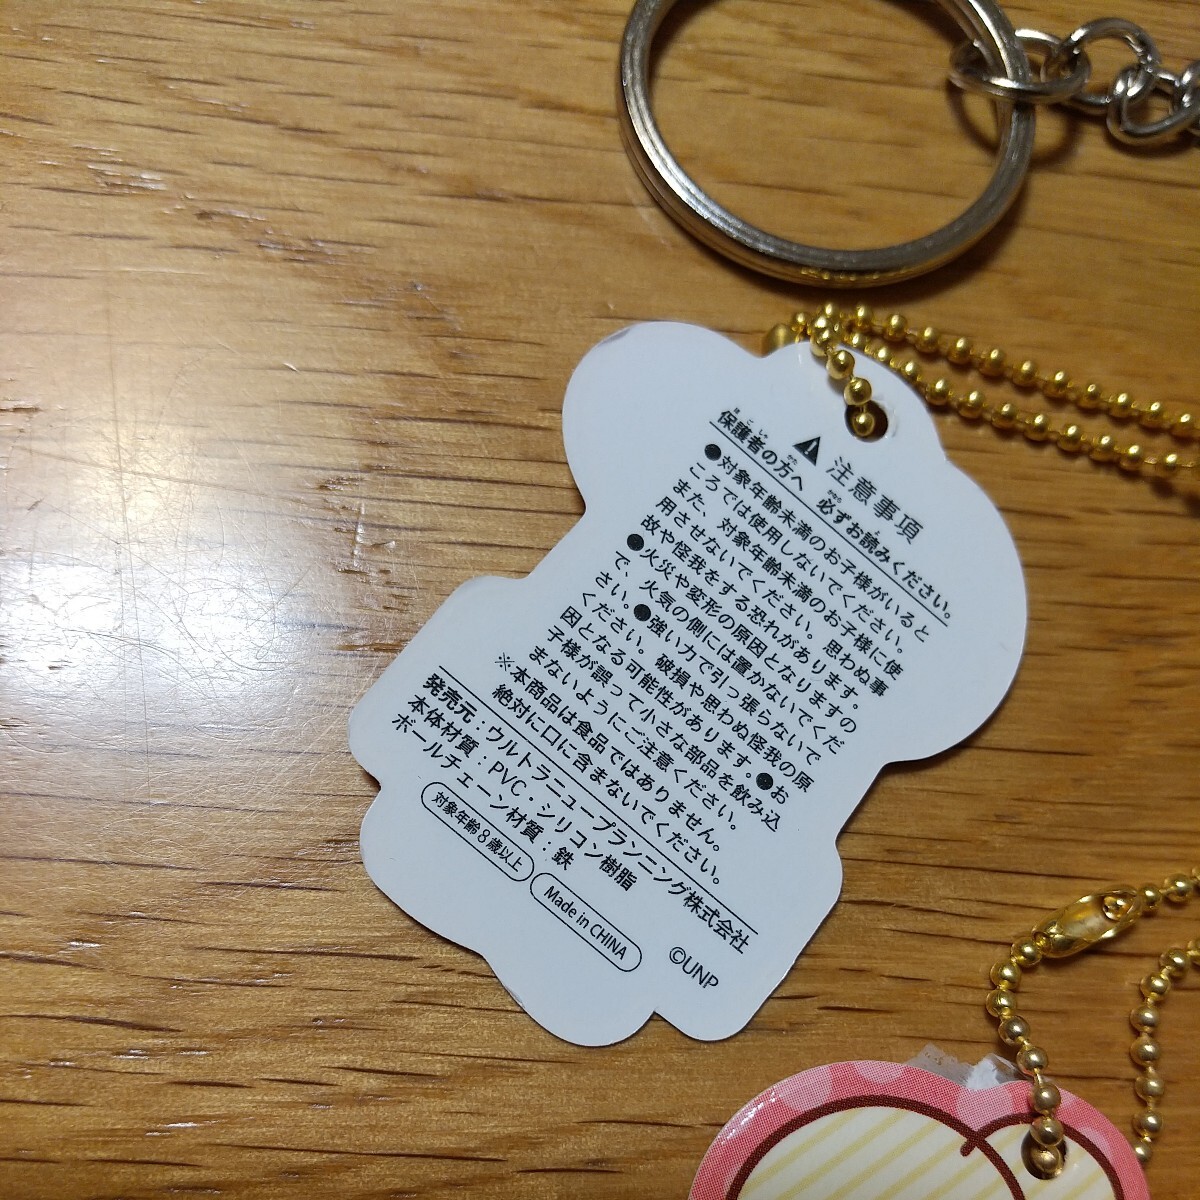 ⚠ 注意事項
保護者の方へ 必ずお読みください。
●対象年齢未満のお子様がいると
ころでは使用しないでください。
また、対象年齢未満のお子様に使
用させないでください。思わぬ事
故や怪我をする恐れがあります。
●火災や変形の原因となりますの
で、火気の側には置かないでくだ
さい。●強い力で引っ張らないで
ください。破損や思わぬ怪我の原
因となる可能性があります。●お
子様が誤って小さな部品を飲み込
まないようにご注意ください。
※本商品は食品ではありません。
絶対に口に含まないでください。
発売元:ウルトラニュープランニング株式会社
本体材質:PVC・シリコン樹脂
ボールチェーン材質:鉄
対象年齢8歳以上
Made in CHINA
©UNP